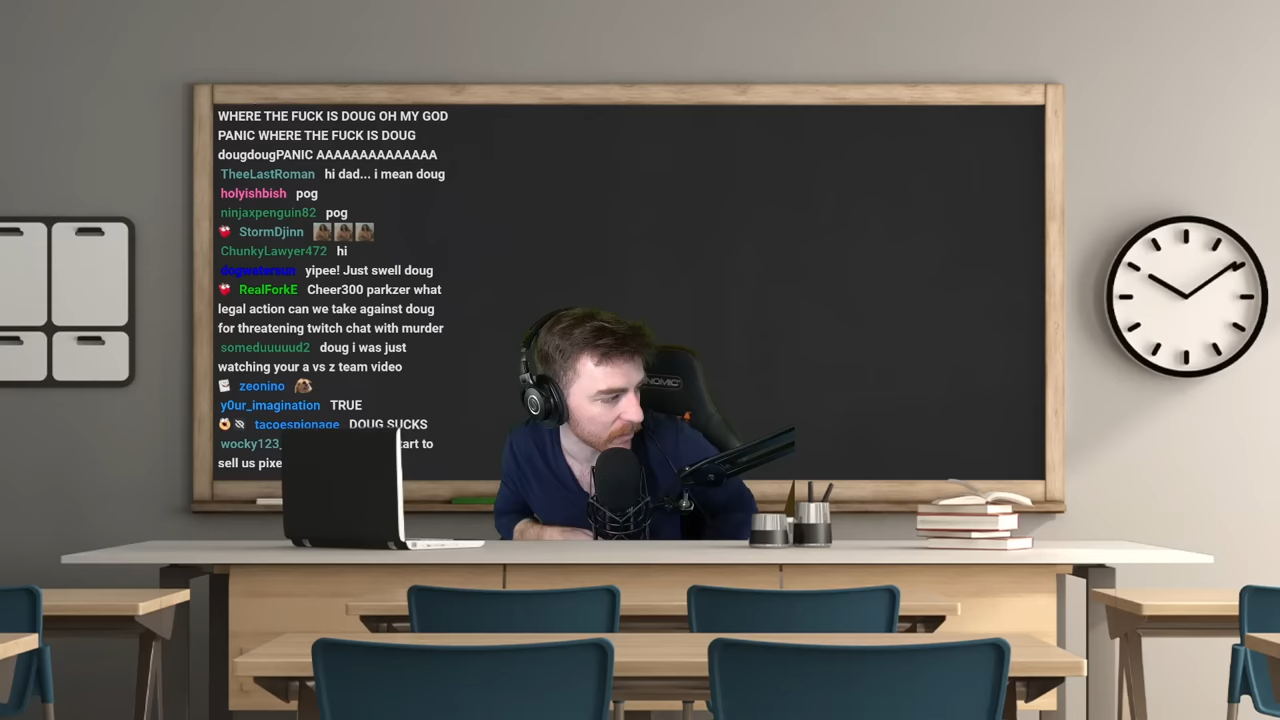 WHERE THE FUCK IS DOUG OH MY GOD
PANIC WHERE THE FUCK IS DOUG
dougdougPANIC AAAAAAAAAAAAAA
TheeLastRoman hi dad... i mean doug
holyishbish pog
ninjaxpenguin82 pog
StormDjinn
ChunkyLawyer472 hi
dogwatersun yipee! Just swell doug
RealForkE Cheer300 parkzer what
legal action can we take against doug
for threatening twitch chat with murder
someduuuuud2 doug i was just
watching your a vs z team video
zeonino
y0ur_imagination TRUE
tacoespionage DOUG SUCKS
wocky123_ to
sell us
NOMIC